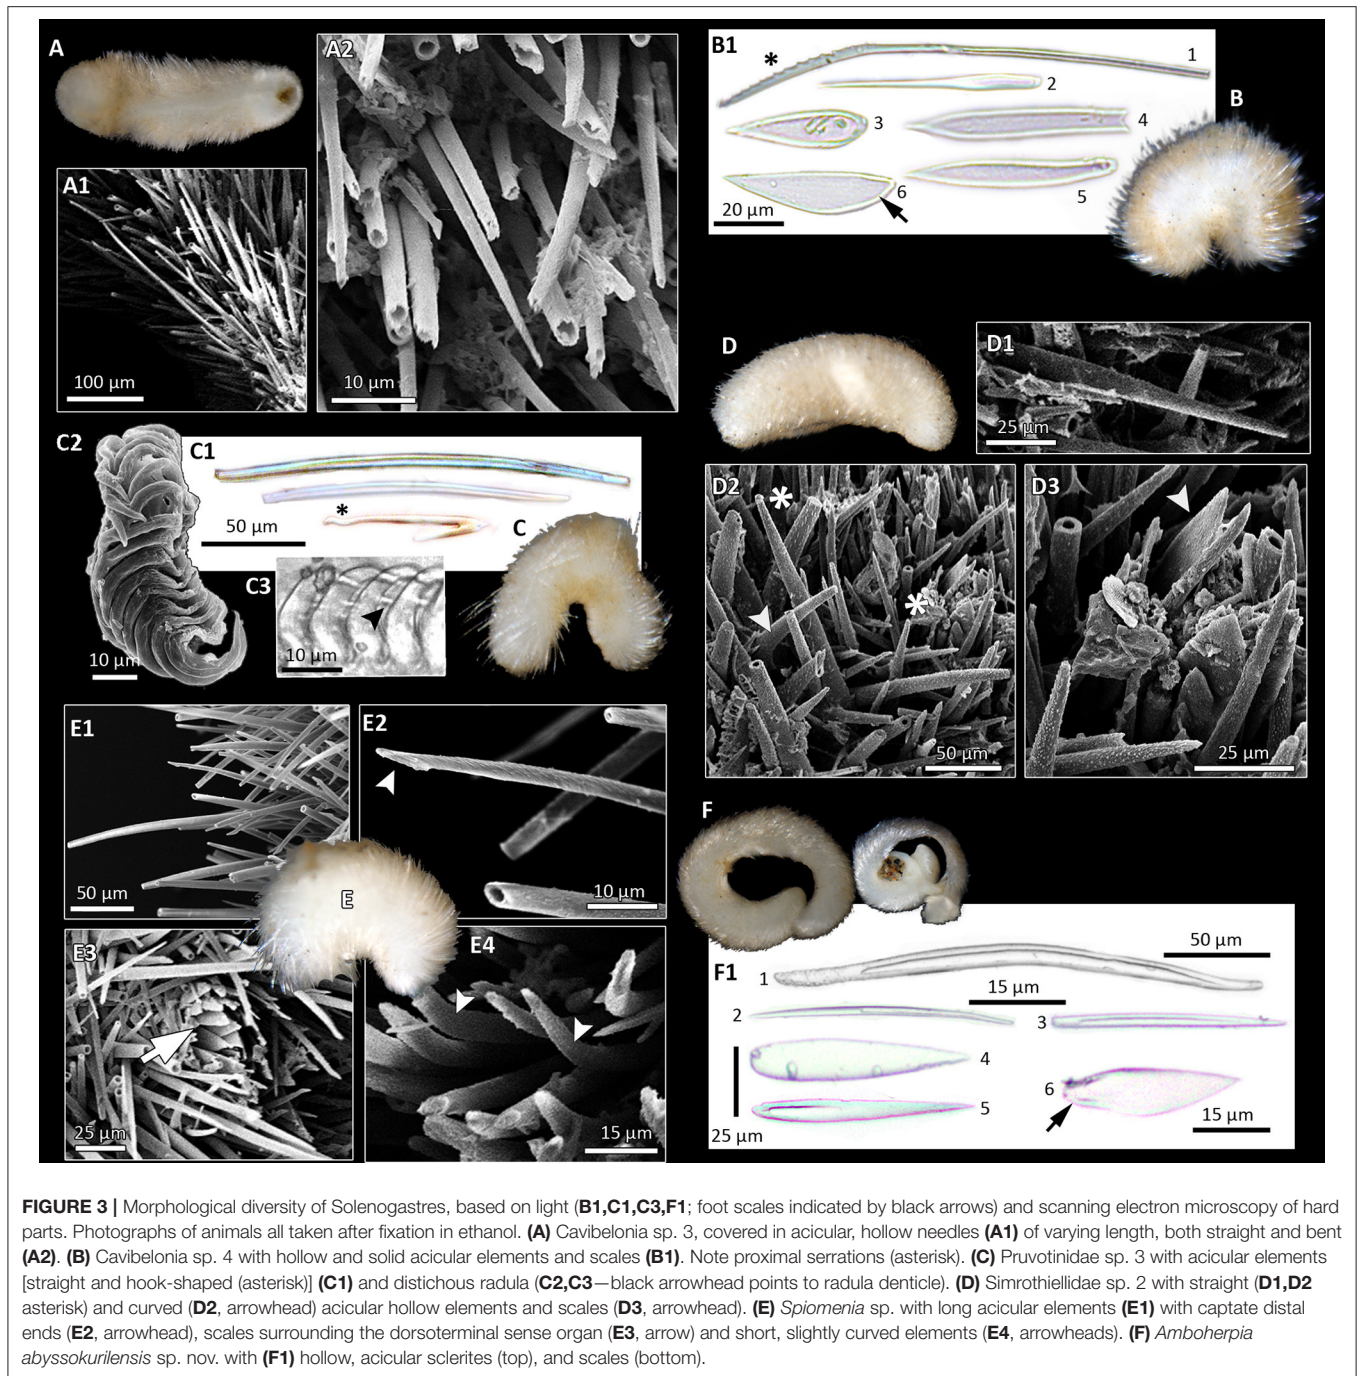 A
A2
A1
100 µm
10 µm
B1
*
1
2
3
4
5
6
20 µm
B
C2
C1
50 µm
*
C
C3
10 µm
10 µm
D
D1
25 µm
D2
*
*
50 µm
D3
25 µm
E1
50 µm
E2
10 µm
E
E3
25 µm
E4
15 µm
F
F1
50 µm
1
15 µm
2
3
4
5
6
25 µm
15 µm
FIGURE 3 | Morphological diversity of Solenogastres, based on light (B1,C1,C3,F1; foot scales indicated by black arrows) and scanning electron microscopy of hard
parts. Photographs of animals all taken after fixation in ethanol. (A) Cavibelonia sp. 3, covered in acicular, hollow needles (A1) of varying length, both straight and bent
(A2). (B) Cavibelonia sp. 4 with hollow and solid acicular elements and scales (B1). Note proximal serrations (asterisk). (C) Pruvotinidae sp. 3 with acicular elements
[straight and hook-shaped (asterisk)] (C1) and distichous radula (C2,C3—black arrowhead points to radula denticle). (D) Simrothiellidae sp. 2 with straight (D1,D2
asterisk) and curved (D2, arrowhead) acicular hollow elements and scales (D3, arrowhead). (E) Spiomenia sp. with long acicular elements (E1) with captate distal
ends (E2, arrowhead), scales surrounding the dorsoterminal sense organ (E3, arrow) and short, slightly curved elements (E4, arrowheads). (F) Amboherpia
abyssokurilensis sp. nov. with (F1) hollow, acicular sclerites (top), and scales (bottom).